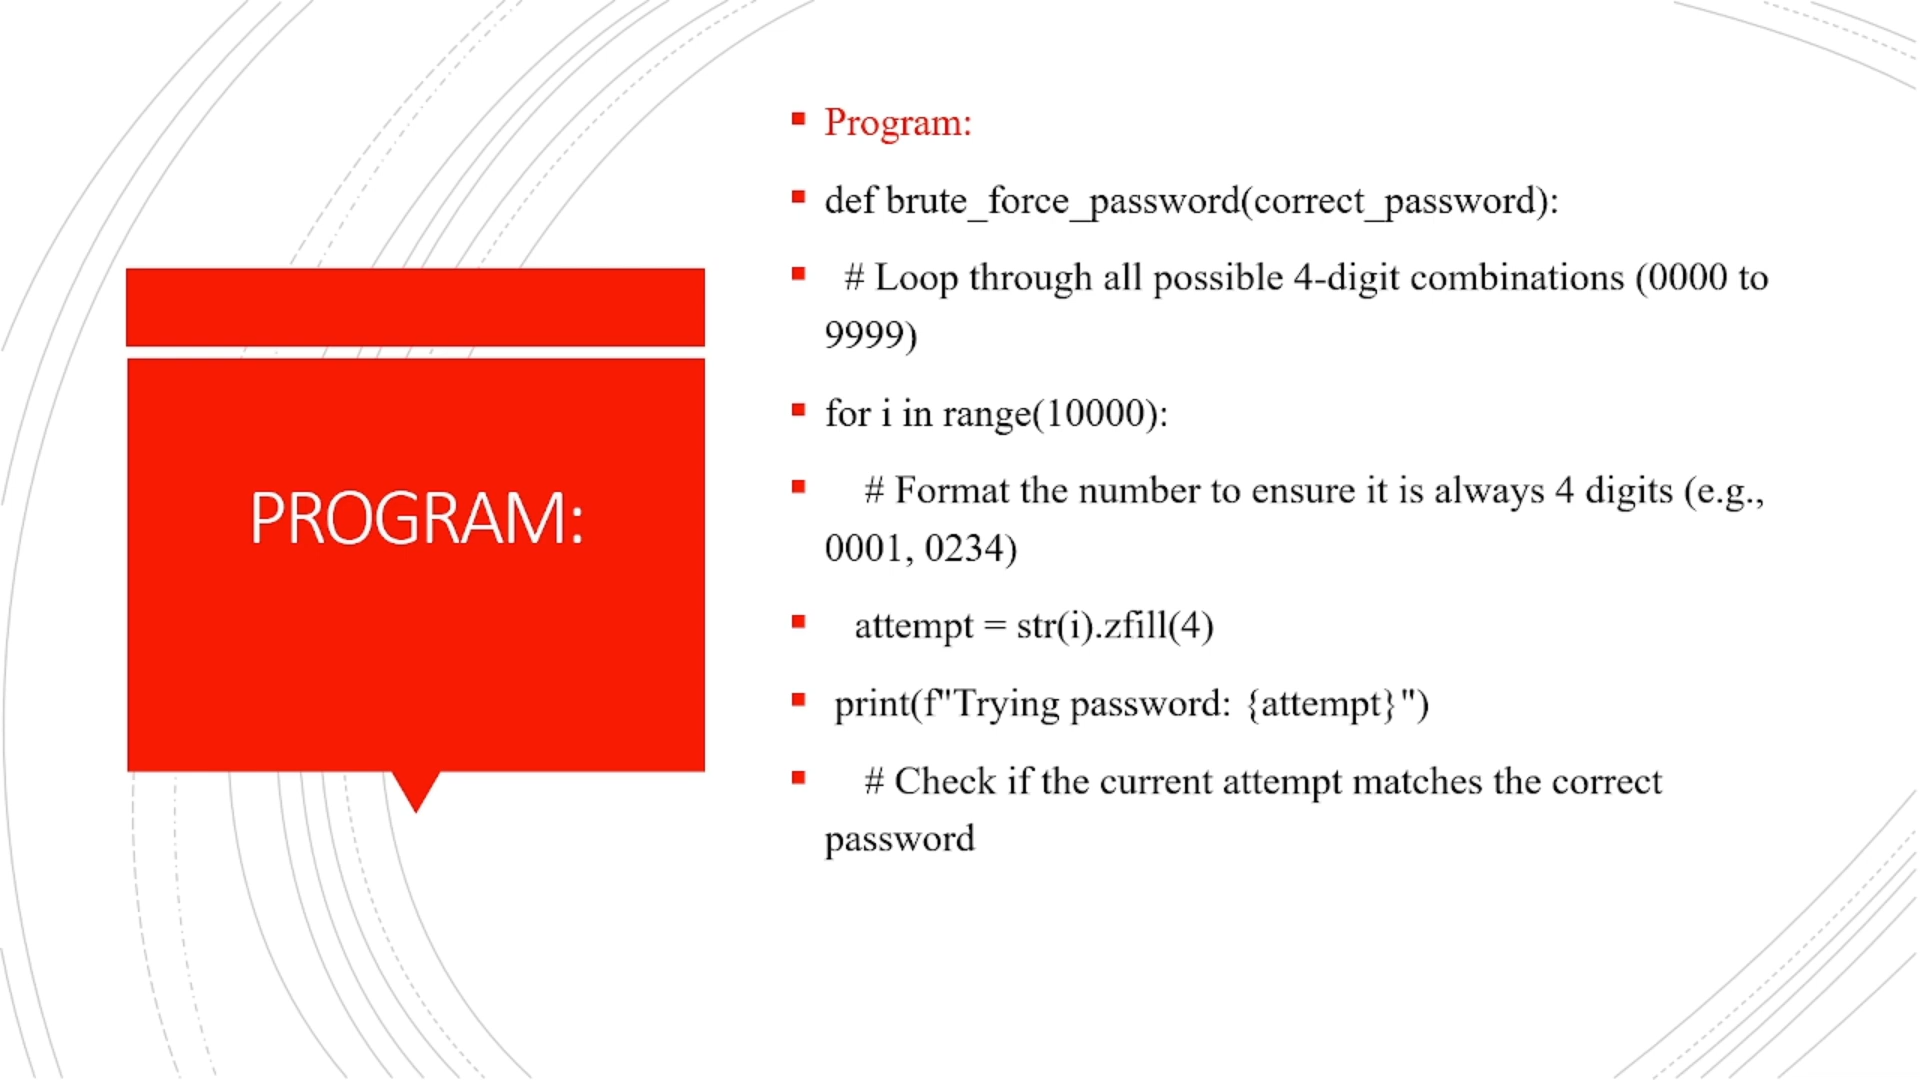 PROGRAM:
Program:
def brute_force_password(correct_password):
# Loop through all possible 4-digit combinations (0000 to
9999)
for i in range(10000):
# Format the number to ensure it is always 4 digits (e.g.,
0001, 0234)
attempt = str(i).zfill(4)
print(f"Trying password: {attempt}")
# Check if the current attempt matches the correct
password